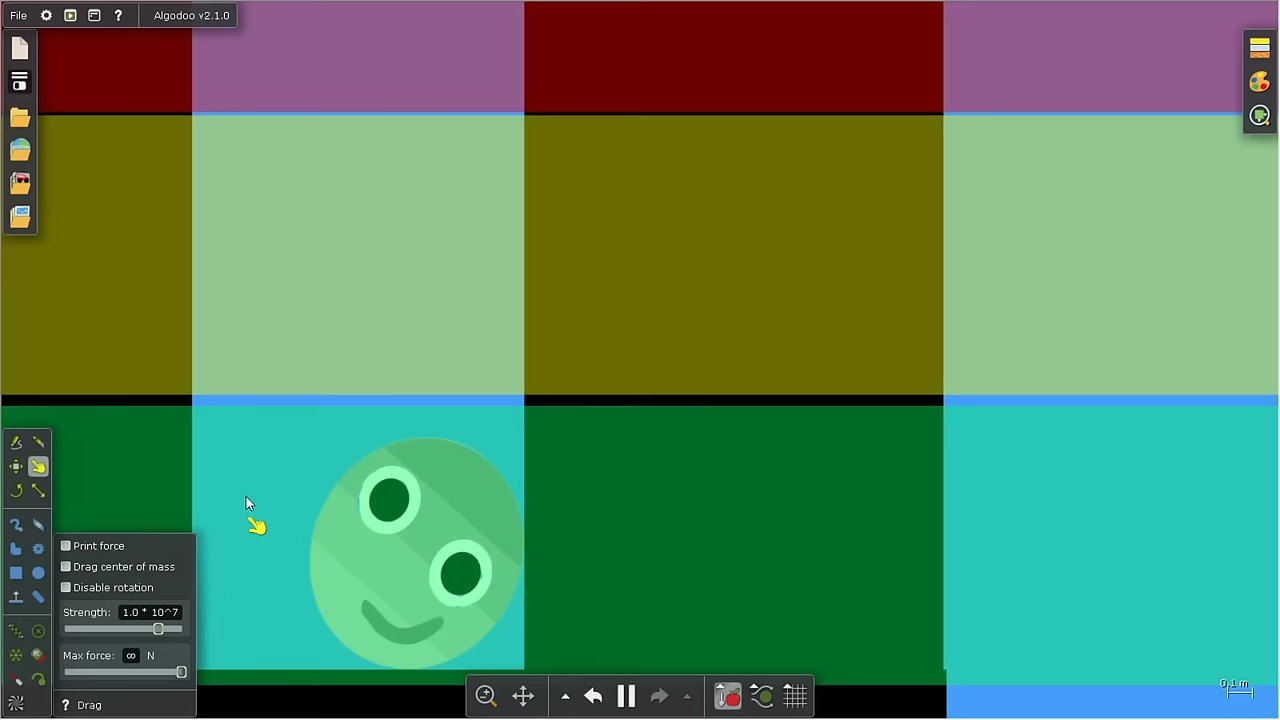 File ? Algodoo v2.1.0
Print force
Drag center of mass
Disable rotation
Strength: 1.0 * 10^7
Max force: ∞ N
? Drag
0.1 m